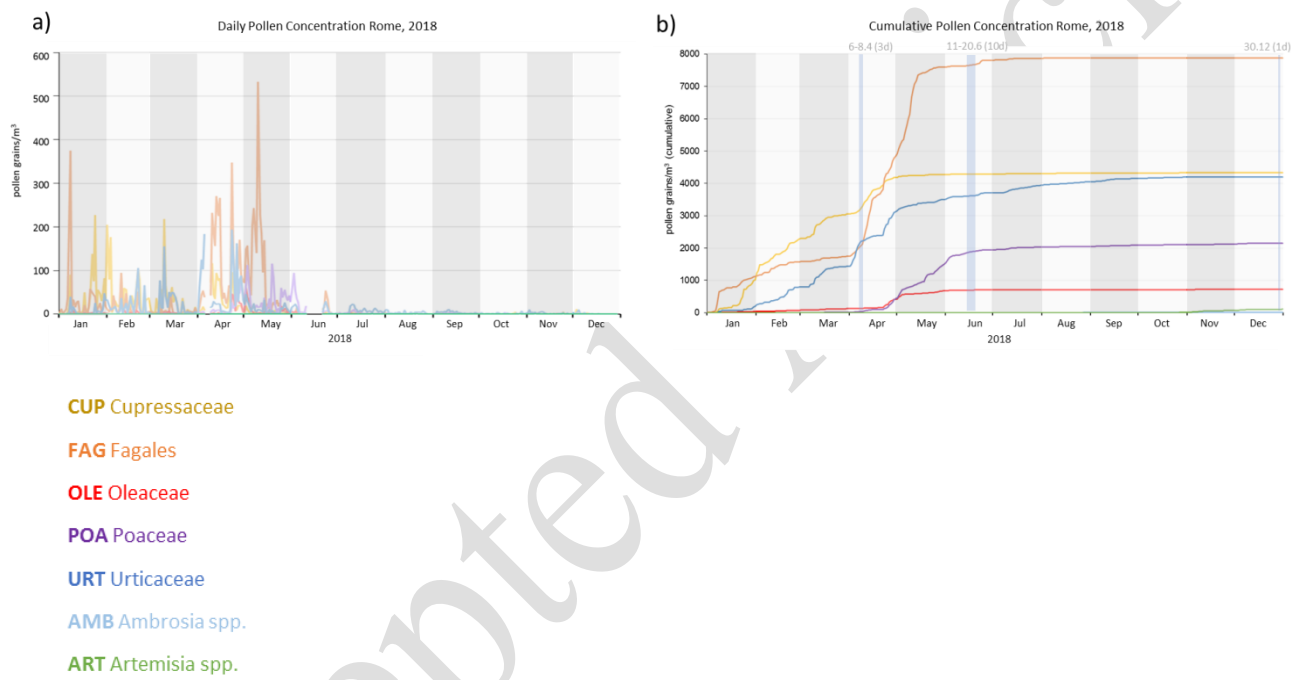 a)
Daily Pollen Concentration Rome, 2018
600
500
400
300
200
100
0
pollen grains/m³
Jan Feb Mar Apr May Jun Jul Aug Sep Oct Nov Dec
2018
b)
Cumulative Pollen Concentration Rome, 2018
6-8.4 (3d) 11-20.6 (10d) 30.12 (1d)
8000
7000
6000
5000
4000
3000
2000
1000
0
pollen grains/m³ (cumulative)
Jan Feb Mar Apr May Jun Jul Aug Sep Oct Nov Dec
2018
CUP Cupressaceae
FAG Fagales
OLE Oleaceae
POA Poaceae
URT Urticaceae
AMB Ambrosia spp.
ART Artemisia spp.